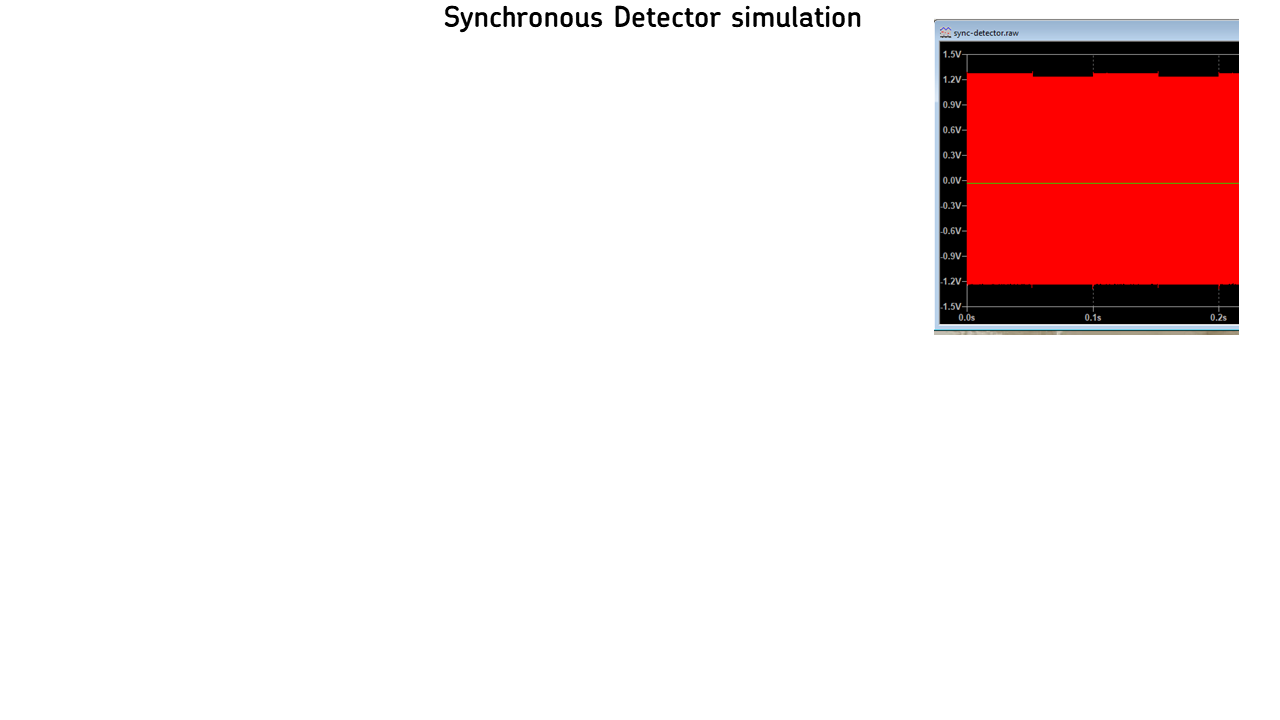 Synchronous Detector simulation
sync-detector.raw
1.5V
1.2V
0.9V
0.6V
0.3V
0.0V
-0.3V
-0.6V
-0.9V
-1.2V
-1.5V
0.0s 0.1s 0.2s